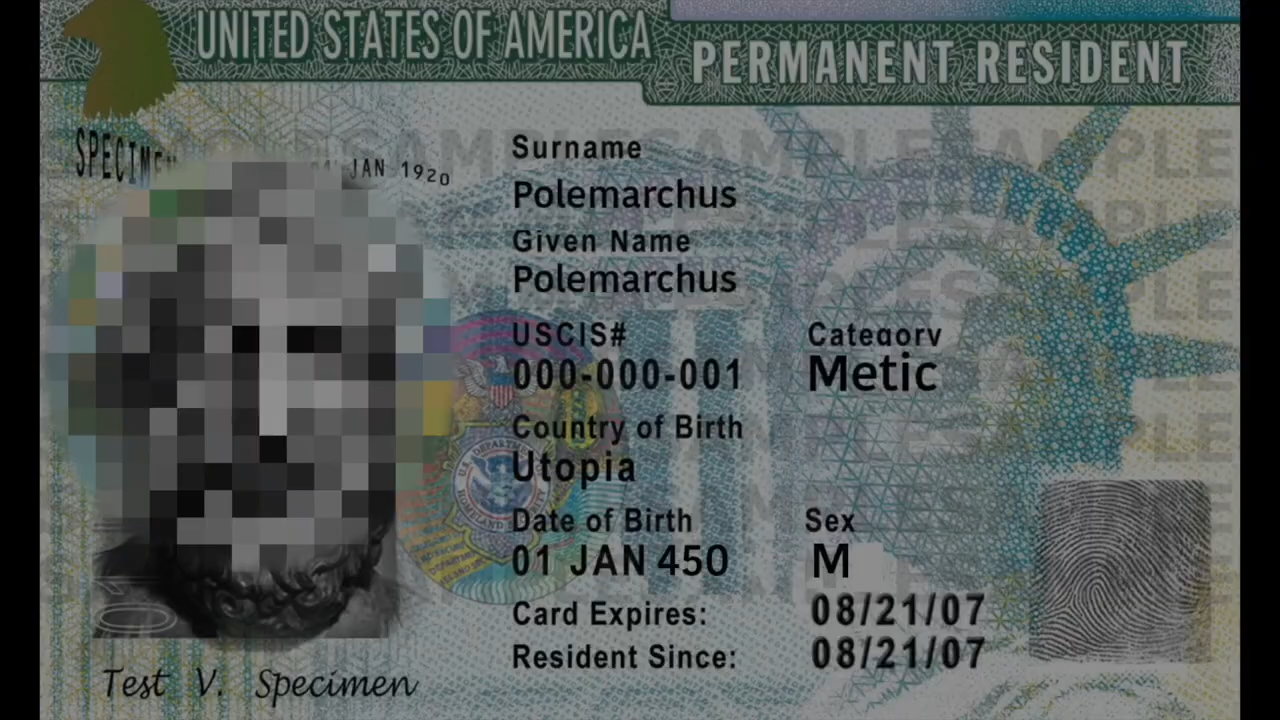 UNITED STATES OF AMERICA
PERMANENT RESIDENT
SPECIMEN
JAN 1920
Surname
Polemarchus
Given Name
Polemarchus
USCIS#
Category
000-000-001
Metic
Country of Birth
Utopia
Date of Birth
Sex
01 JAN 450
M
Card Expires:
08/21/07
Resident Since:
08/21/07
Test V. Specimen